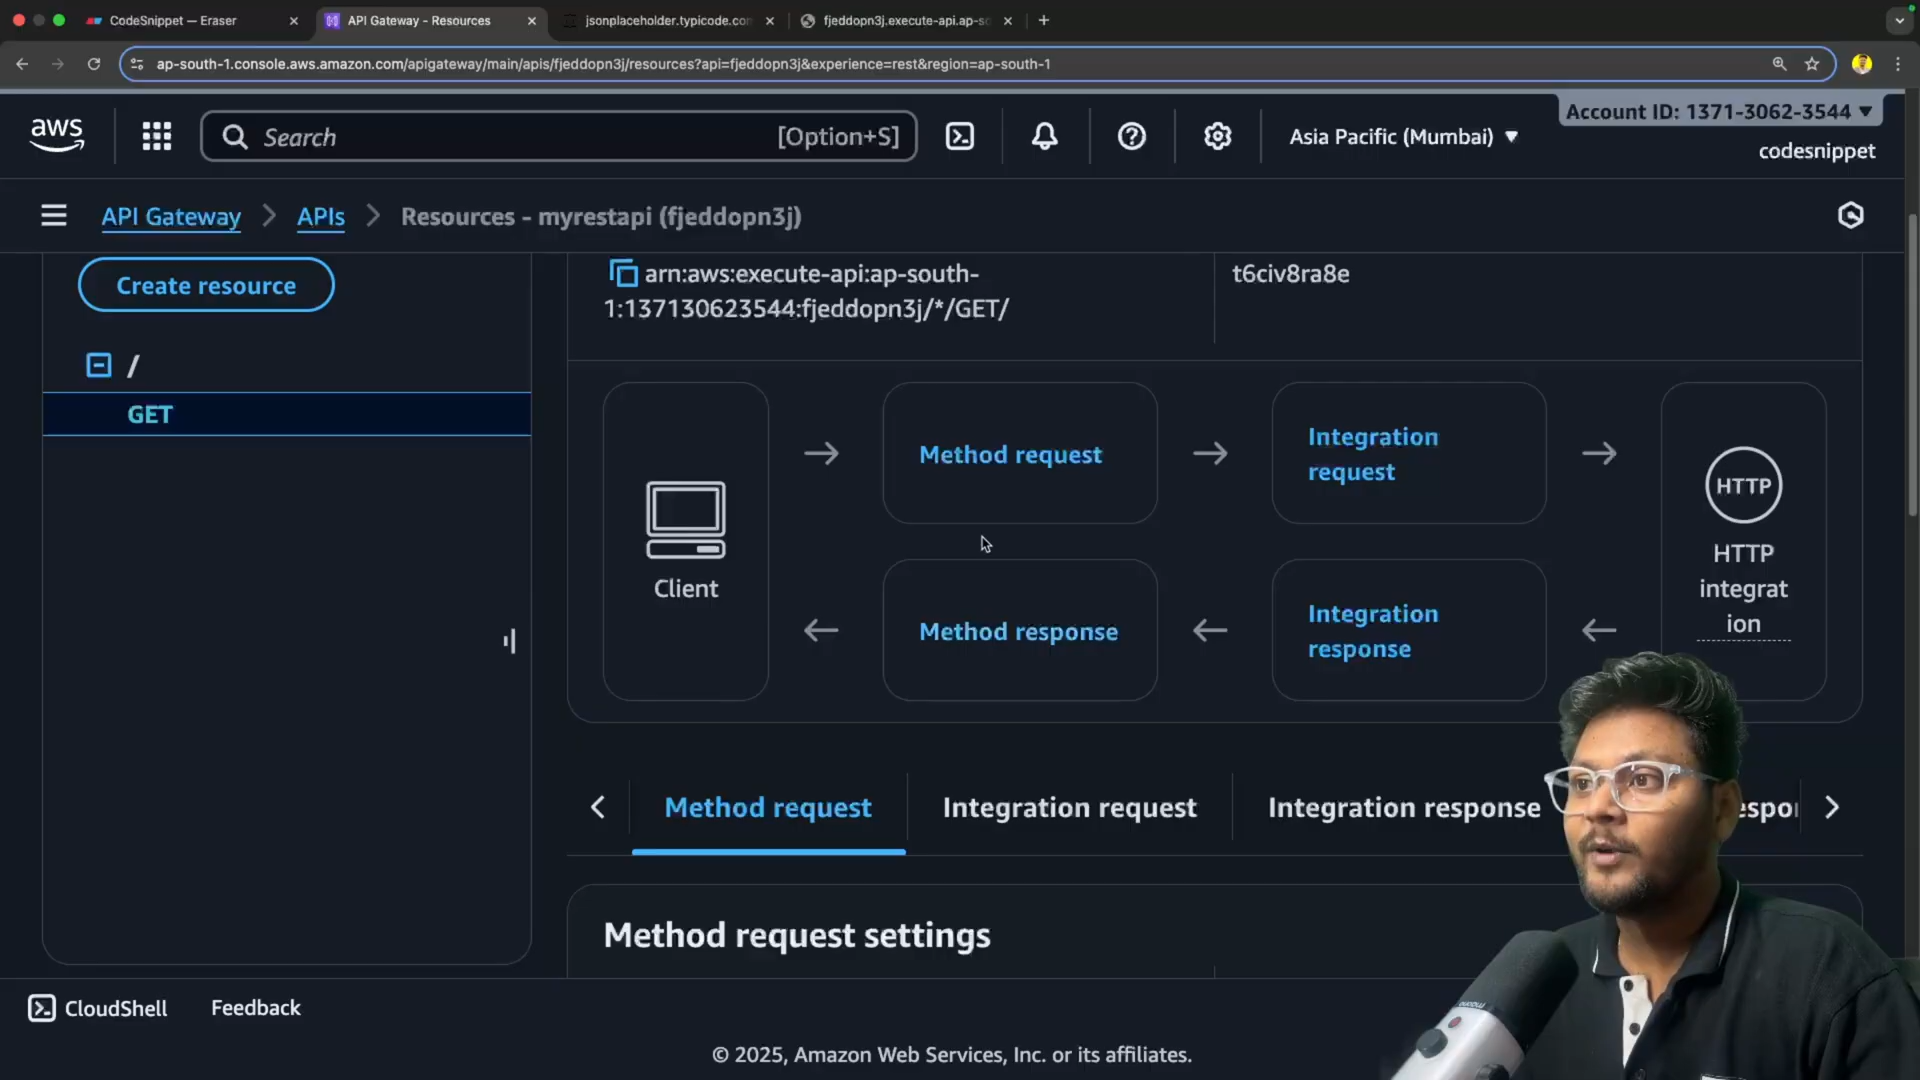 CodeSnippet — Eraser
API Gateway - Resources
jsonplaceholder.typicode.com
fjeddopn3j.execute-api.ap-so
ap-south-1.console.aws.amazon.com/apigateway/main/apis/fjeddopn3j/resources?api=fjeddopn3j&experience=rest&region=ap-south-1
aws
Search
[Option+S]
Asia Pacific (Mumbai)
Account ID: 1371-3062-3544
codesnippet
API Gateway
APIs
Resources - myrestapi (fjeddopn3j)
Create resource
/
GET
arn:aws:execute-api:ap-south-
1:137130623544:fjeddopn3j/*/GET/
t6civ8ra8e
Client
Method request
Integration
request
Method response
Integration
response
HTTP
HTTP
integrat
ion
Method request
Integration request
Integration response
Method request settings
CloudShell
Feedback
© 2025, Amazon Web Services, Inc. or its affiliates.